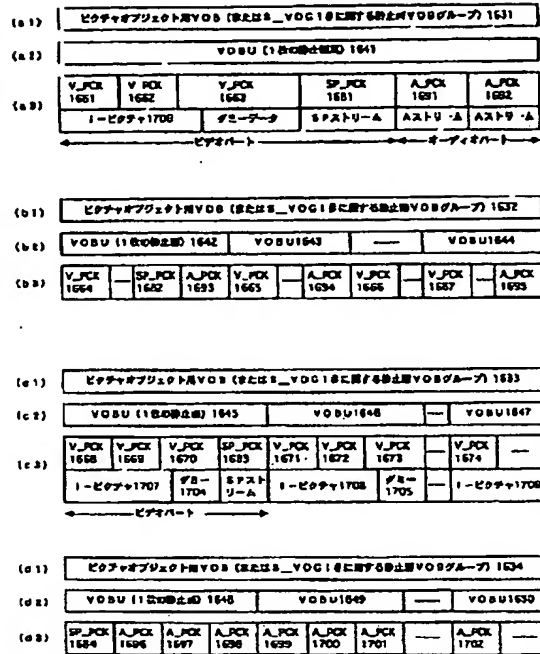 (a1) ピクチャオブジェクト用VOB (またはS__VOGI#に関する静止画VOBグループ) 1631
(a2) VOBU (1枚の静止画) 1641
(a3) V_PCK 1661 V_PCK 1662 V_PCK 1663 SP_PCK 1681 A_PCK 1691 A_PCK 1692
I-ピクチャ1706 ダミーデータ SPストリーム Aストリーム Aストリーム
ビデオパート オーディオパート
(b1) ピクチャオブジェクト用VOB (またはS__VOGI#に関する静止画VOBグループ) 1632
(b2) VOBU (1枚の静止画) 1642 VOBU1643 VOBU1644
(b3) V_PCK 1664 SP_PCK 1682 A_PCK 1693 V_PCK 1665 A_PCK 1694 V_PCK 1666 V_PCK 1667 A_PCK 1695
(c1) ピクチャオブジェクト用VOB (またはS__VOGI#に関する静止画VOBグループ) 1633
(c2) VOBU (1枚の静止画) 1645 VOBU1646 VOBU1647
(c3) V_PCK 1668 V_PCK 1669 V_PCK 1670 SP_PCK 1683 V_PCK 1671 V_PCK 1672 V_PCK 1673 V_PCK 1674
I-ピクチャ1707 ダミー 1704 SPストリーム I-ピクチャ1708 ダミー 1705 I-ピクチャ1709
ビデオパート
(d1) ピクチャオブジェクト用VOB (またはS__VOGI#に関する静止画VOBグループ) 1634
(d2) VOBU (1枚の静止画) 1648 VOBU1649 VOBU1650
(d3) SP_PCK 1684 A_PCK 1696 A_PCK 1697 A_PCK 1698 A_PCK 1699 A_PCK 1700 A_PCK 1701 A_PCK 1702